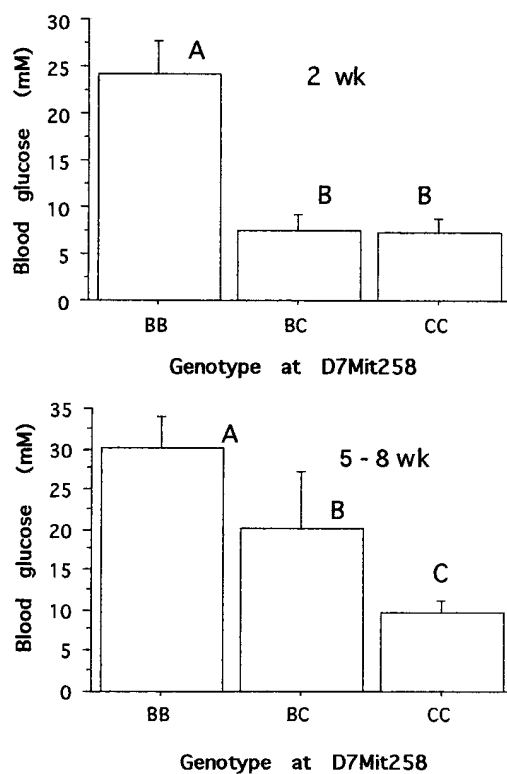 30
25
20
15
10
5
0
Blood glucose (mM)
A
2 wk
B
B
BB
BC
CC
Genotype at D7Mit258
35
30
25
20
15
10
5
0
Blood glucose (mM)
A
5 - 8 wk
B
C
BB
BC
CC
Genotype at D7Mit258